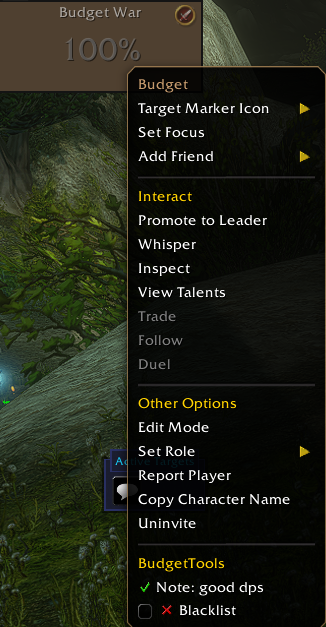 Budget War
100%
Budget
Target Marker Icon
Set Focus
Add Friend
Interact
Promote to Leader
Whisper
Inspect
View Talents
Trade
Follow
Duel
Other Options
Edit Mode
Set Role
Report Player
Copy Character Name
Uninvite
BudgetTools
Note: good dps
Blacklist